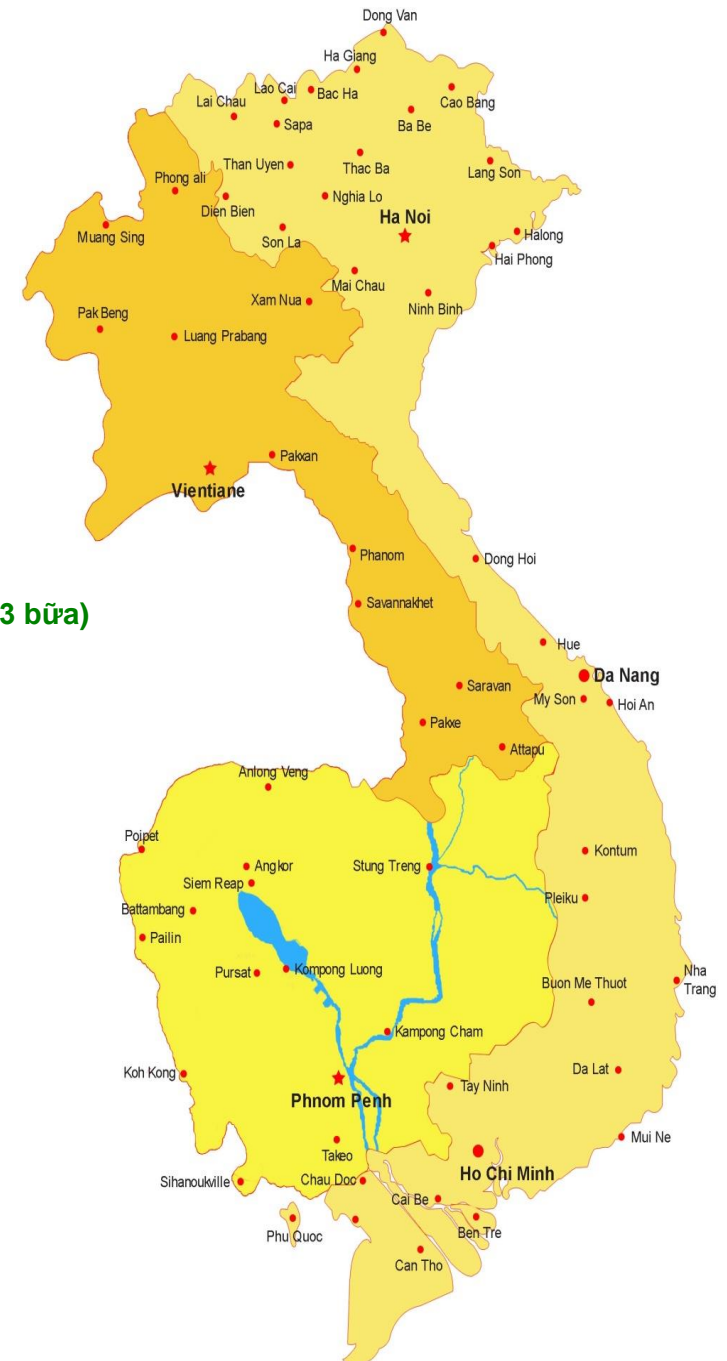 Dong Van
Ha Giang
Lao Cai
Bac Ha
Lai Chau
Cao Bang
Sapa
Ba Be
Than Uyen
Thac Ba
Lang Son
Phong ali
Dien Bien
Nghia Lo
Ha Noi
Muang Sing
Son La
Halong
Hai Phong
Mai Chau
Xam Nua
Ninh Binh
Pak Beng
Luang Prabang
Pakxan
Vientiane
Phanom
Dong Hoi
Savannakhet
3 bữa)
Hue
Da Nang
Saravan
My Son
Hoi An
Pakxe
Attapu
Anlong Veng
Poipet
Angkor
Stung Treng
Kontum
Siem Reap
Battambang
Pleiku
Pailin
Pursat
Kompong Luong
Nha
Trang
Buon Me Thuot
Kampong Cham
Koh Kong
Da Lat
Tay Ninh
Phnom Penh
Mui Ne
Takeo
Ho Chi Minh
Sihanoukville
Chau Doc
Cai Be
Phu Quoc
Ben Tre
Can Tho